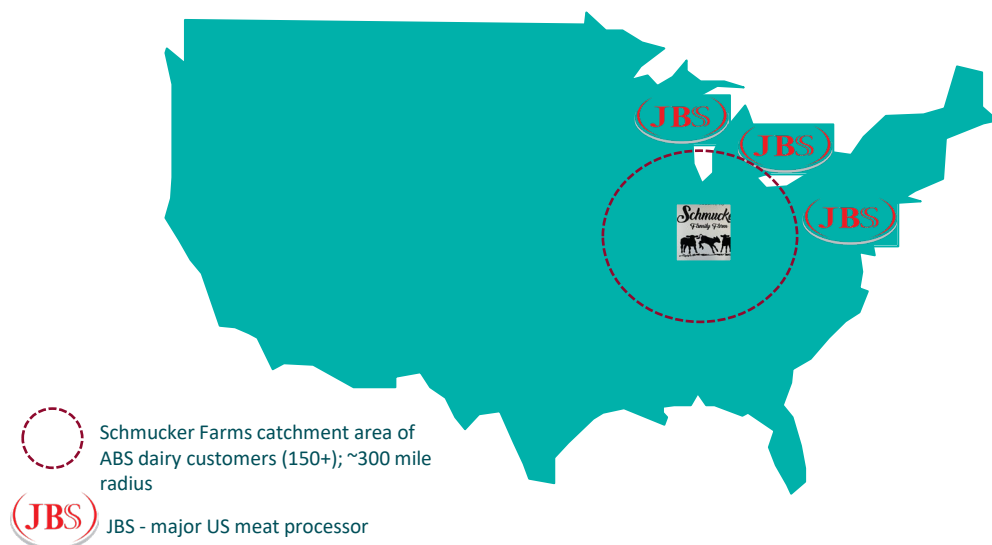 JBS
JBS
JBS
Schmucke
Family Farm
Schmucker Farms catchment area of
ABS dairy customers (150+); ~300 mile
radius
JBS
JBS - major US meat processor